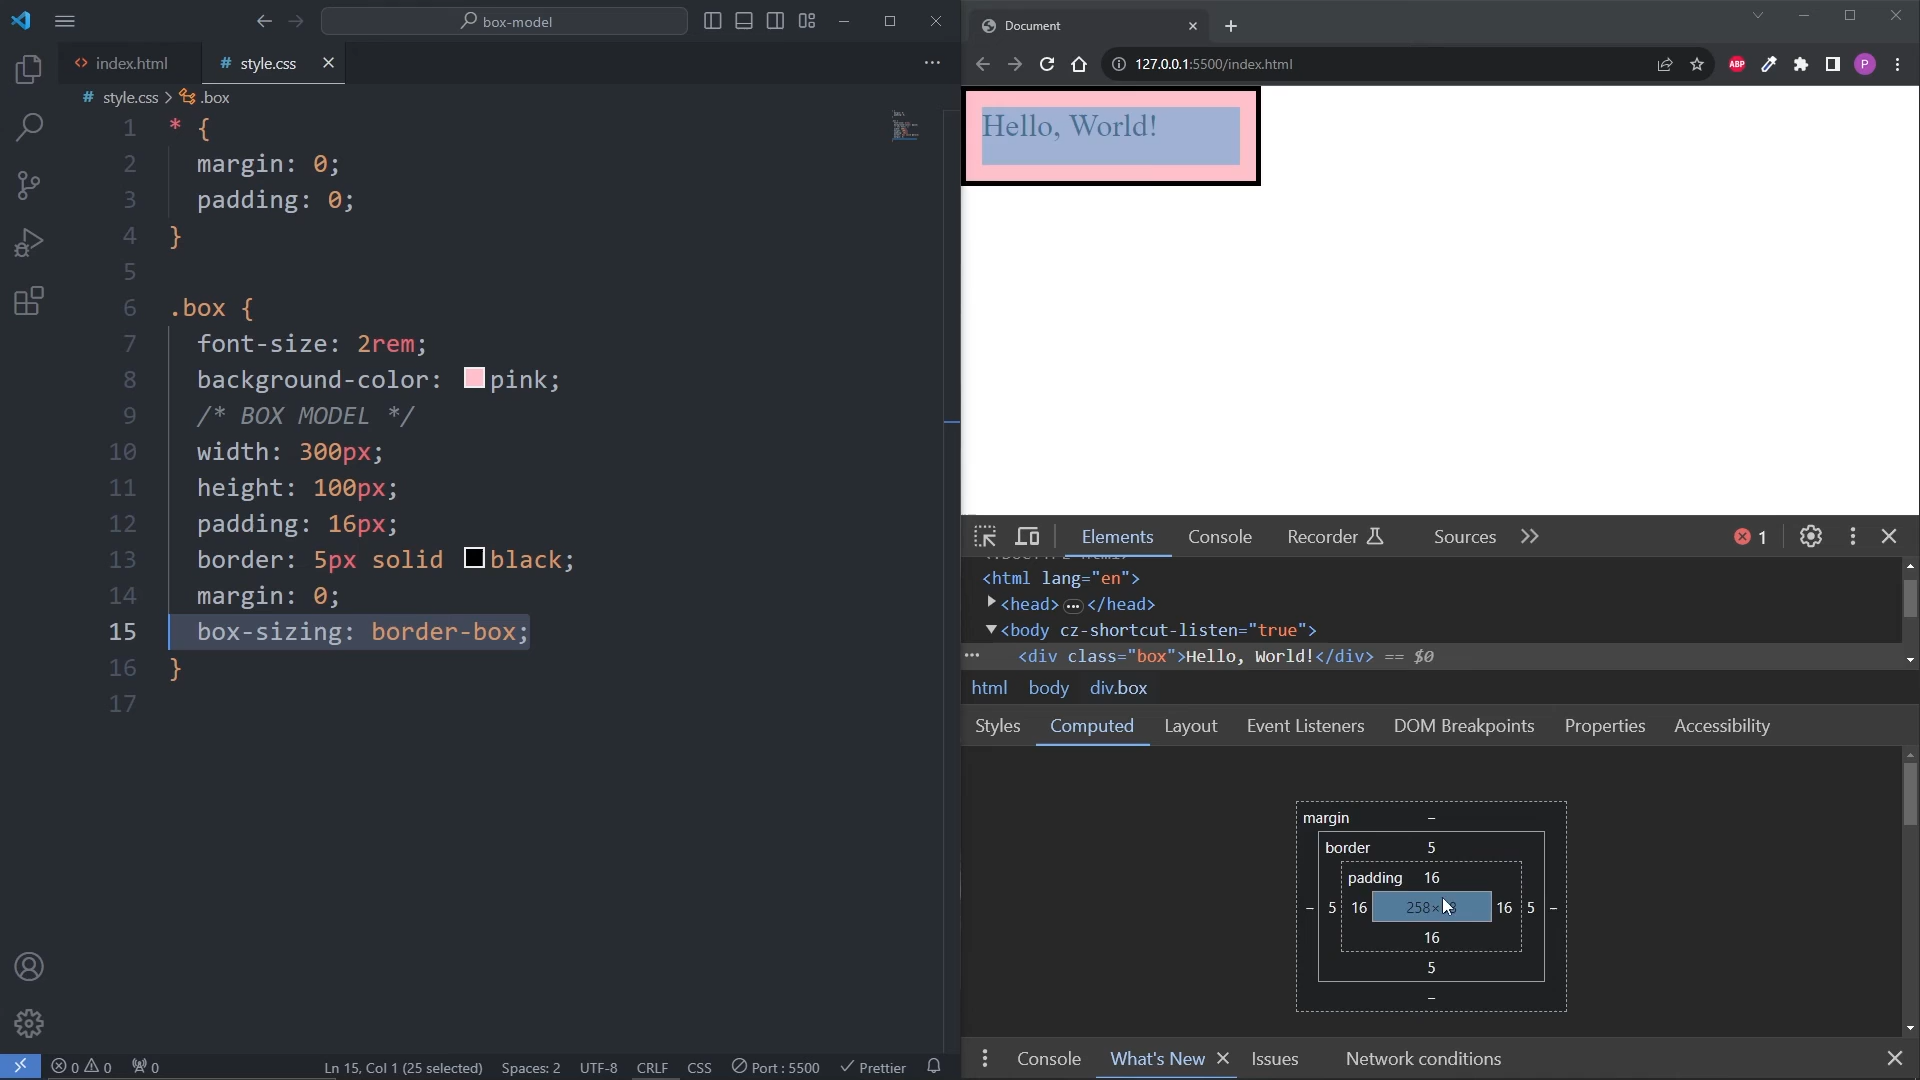 box-model
index.html
# style.css
# style.css > .box
1 * {
2 margin: 0;
3 padding: 0;
4 }
5
6 .box {
7 font-size: 2rem;
8 background-color: pink;
9 /* BOX MODEL */
10 width: 300px;
11 height: 100px;
12 padding: 16px;
13 border: 5px solid black;
14 margin: 0;
15 box-sizing: border-box;
16 }
17
0 0 0 Ln 15, Col 1 (25 selected) Spaces: 2 UTF-8 CRLF CSS Port : 5500 Prettier
Document
127.0.0.1:5500/index.html
ABP
P
Hello, World!
Elements Console Recorder Sources 1
<html lang="en">
<head> </head>
<body cz-shortcut-listen="true">
<div class="box">Hello, World!</div> == $0
html body div.box
Styles Computed Layout Event Listeners DOM Breakpoints Properties Accessibility
margin –
border 5
padding 16
– 5 16 258× 16 5 –
16
5
–
Console What's New Issues Network conditions